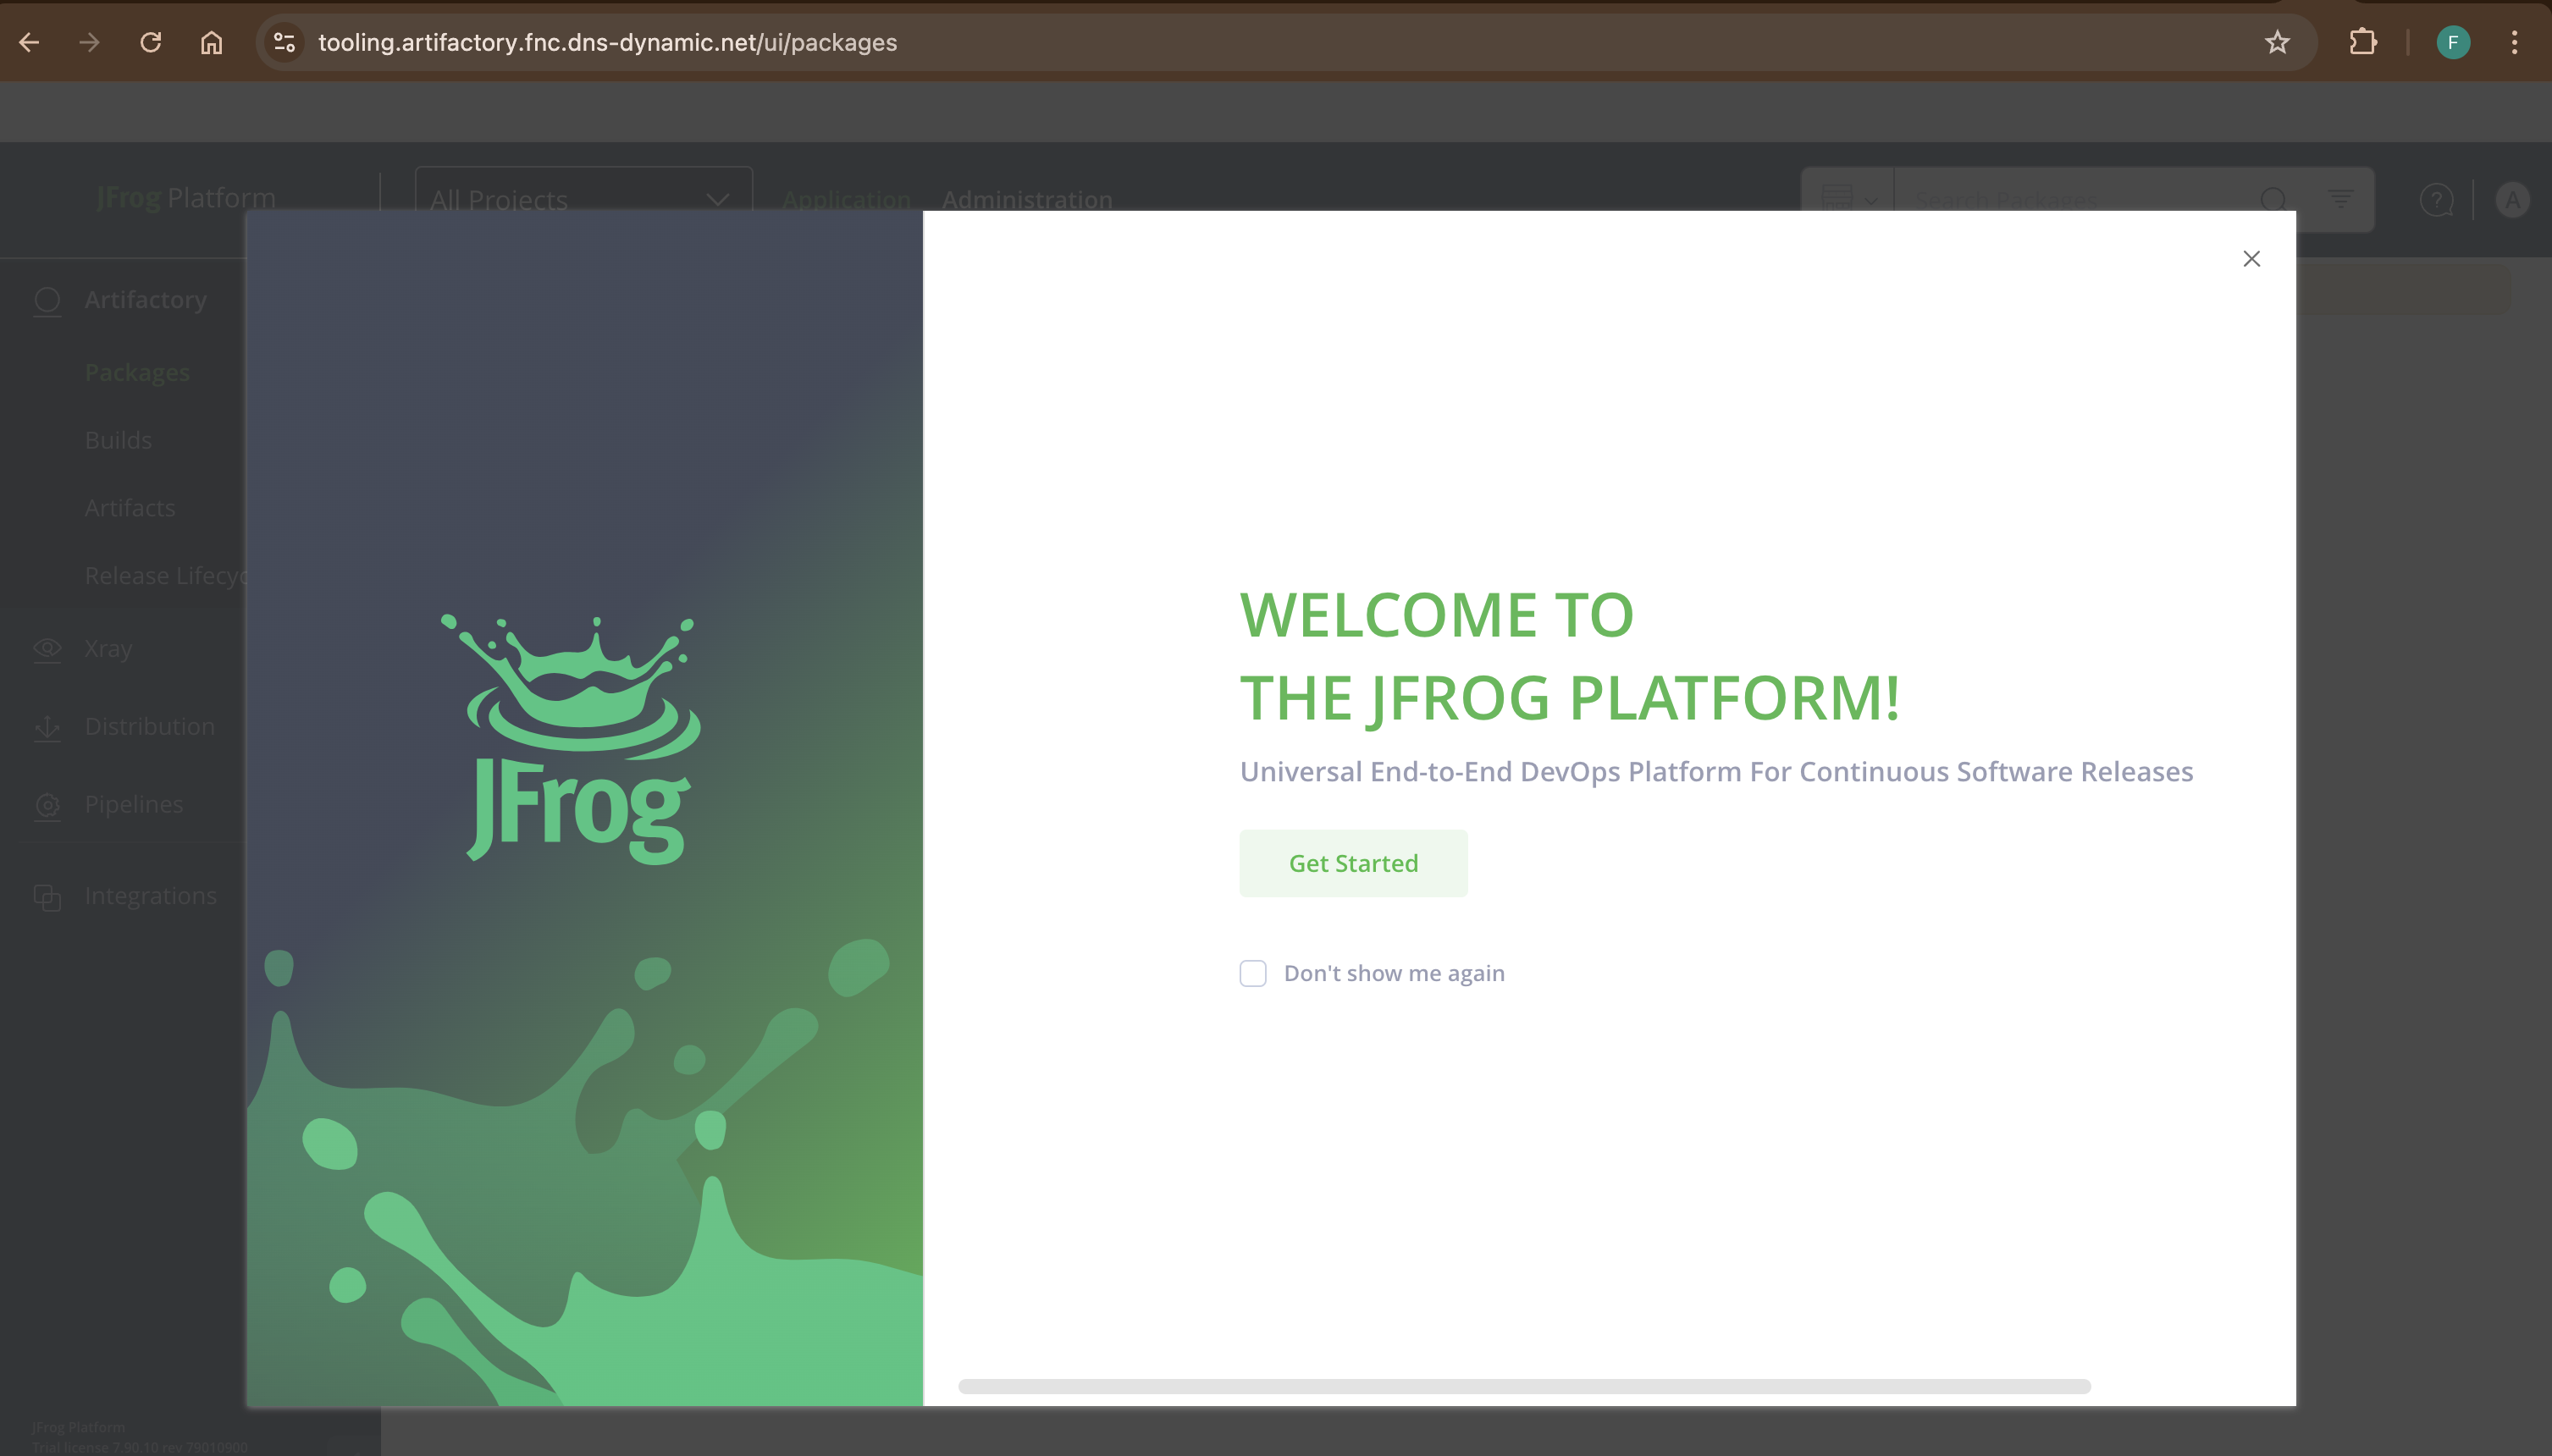 tooling.artifactory.fnc.dns-dynamic.net/ui/packages
F
JFrog Platform
All Projects
Application
Administration
Search Packages
?
A
Artifactory
Packages
Builds
Artifacts
Release Lifecyc
Xray
Distribution
Pipelines
Integrations
JFrog
WELCOME TO
THE JFROG PLATFORM!
Universal End-to-End DevOps Platform For Continuous Software Releases
Get Started
Don't show me again
JFrog Platform
Trial license 7.90.10 rev 79010900